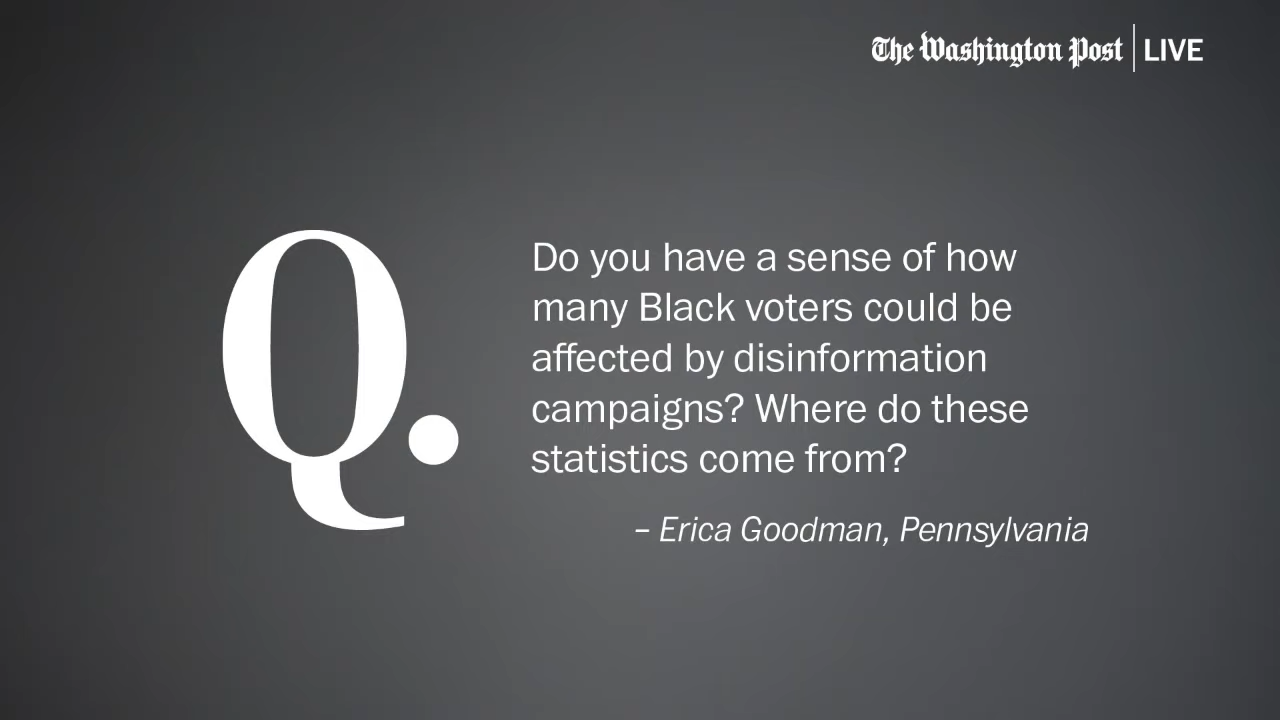 The Washington Post LIVE
Q.
Do you have a sense of how
many Black voters could be
affected by disinformation
campaigns? Where do these
statistics come from?
– Erica Goodman, Pennsylvania